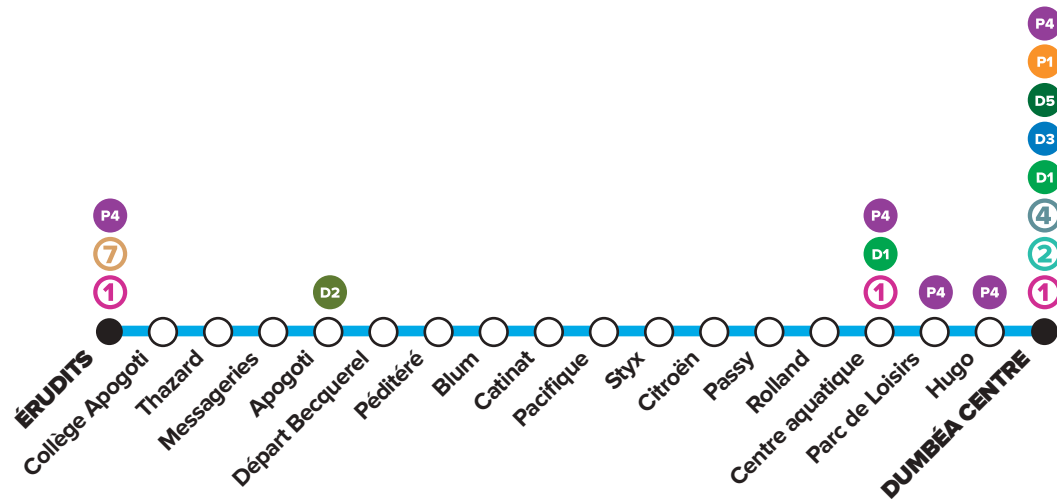 P4
P1
D5
D3
D1
4
2
1
P4
7
1
D2
P4
D1
1
P4
P4
ÉRUDITS
Collège Apogoti
Thazard
Messageries
Apogoti
Départ Becquerel
Péditéré
Blum
Catinat
Pacifique
Styx
Citroën
Passy
Rolland
Centre aquatique
Parc de Loisirs
Hugo
DUMBÉA CENTRE